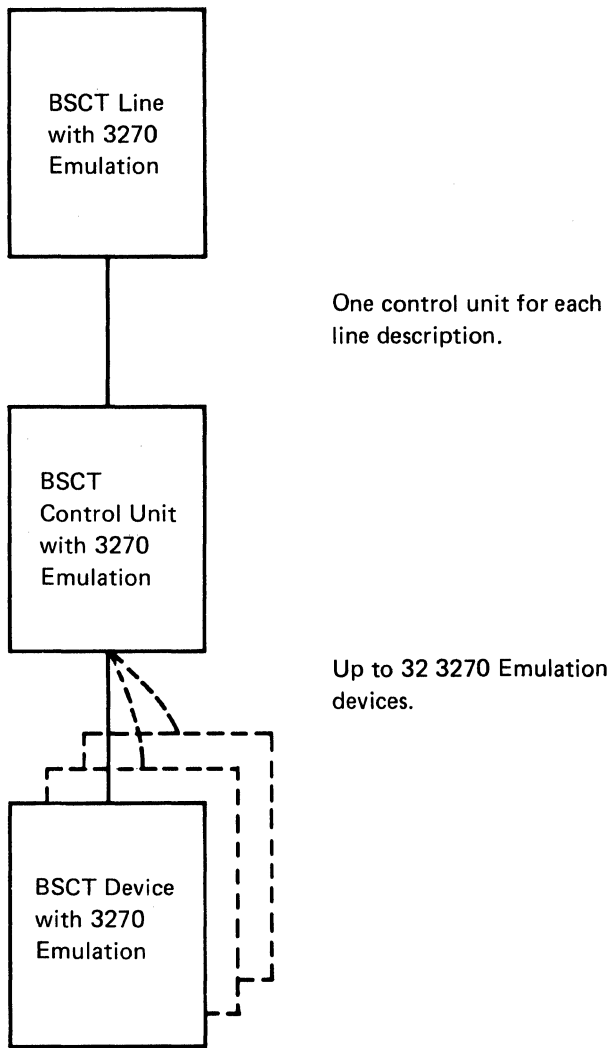 BSCT Line
with 3270
Emulation
One control unit for each
line description.
BSCT
Control Unit
with 3270
Emulation
Up to 32 3270 Emulation
devices.
BSCT Device
with 3270
Emulation